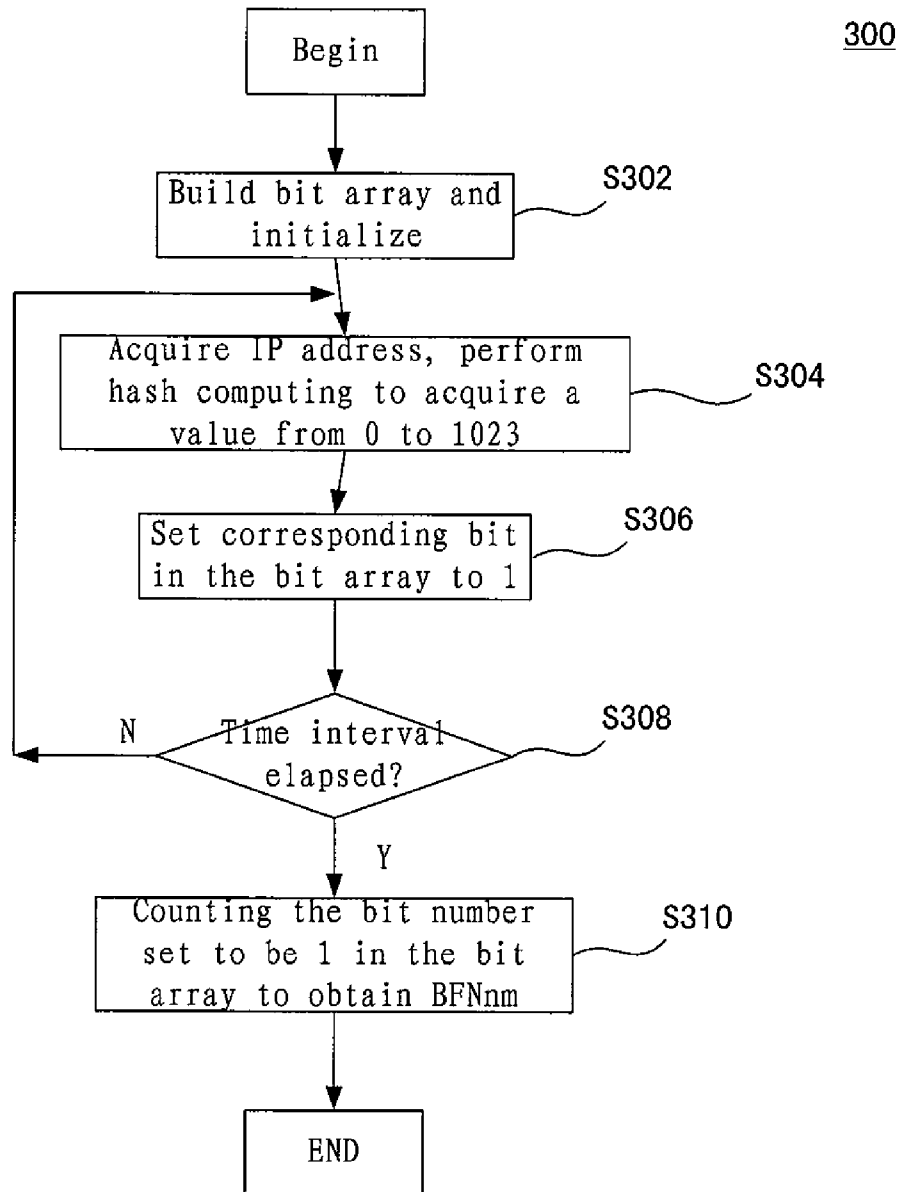 300
Begin
S302
Build bit array and
initialize
S304
Acquire IP address, perform
hash computing to acquire a
value from 0 to 1023
S306
Set corresponding bit
in the bit array to 1
S308
N
Time interval
elapsed?
Y
S310
Counting the bit number
set to be 1 in the bit
array to obtain BFNnm
END